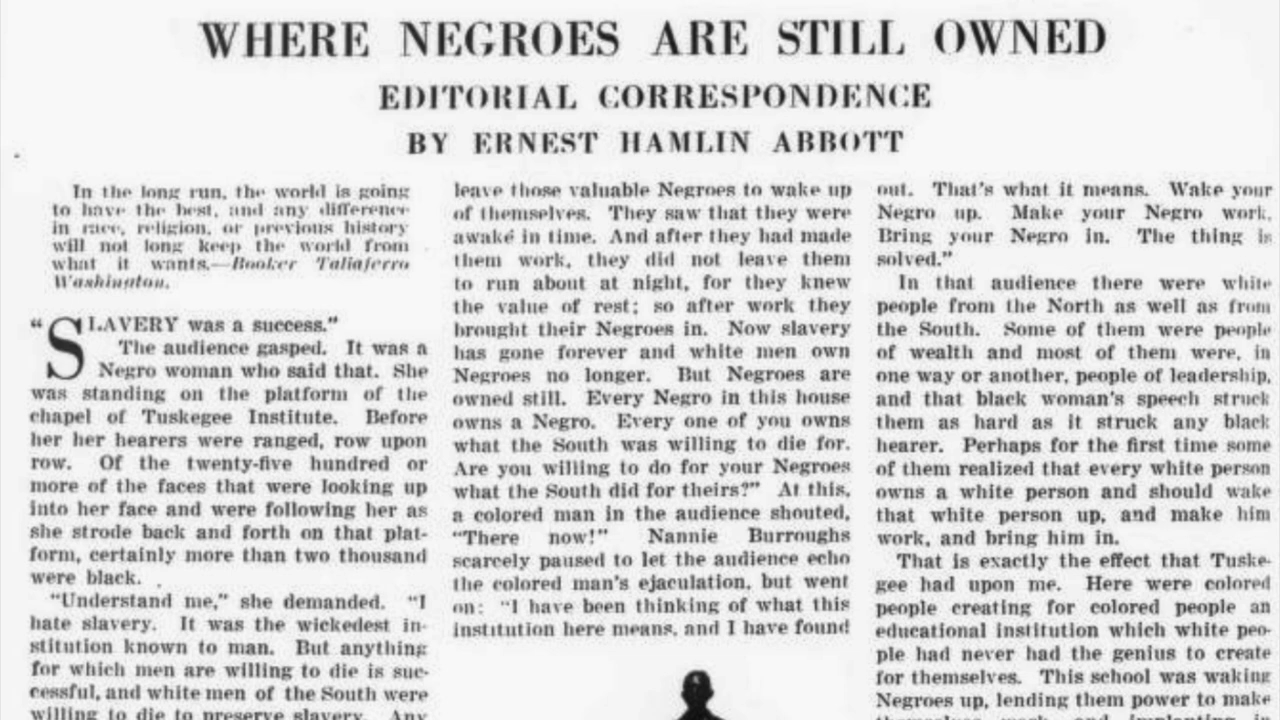 WHERE NEGROES ARE STILL OWNED
EDITORIAL CORRESPONDENCE
BY ERNEST HAMLIN ABBOTT
In the long run, the world is going
to have the best, and any difference
in race, religion, or previous history
will not long keep the world from
what it wants.—Booker Taliaferro
Washington.
“SLAVERY was a success.”
The audience gasped. It was a
Negro woman who said that. She
was standing on the platform of the
chapel of Tuskegee Institute. Before
her her hearers were ranged, row upon
row. Of the twenty-five hundred or
more of the faces that were looking up
into her face and were following her as
she strode back and forth on that plat-
form, certainly more than two thousand
were black.
“Understand me,” she demanded. “I
hate slavery. It was the wickedest in-
stitution known to man. But anything
for which men are willing to die is suc-
cessful, and white men of the South were
willing to die to preserve slavery. Any
leave those valuable Negroes to wake up
of themselves. They saw that they were
awake in time. And after they had made
them work, they did not leave them
to run about at night, for they knew
the value of rest; so after work they
brought their Negroes in. Now slavery
has gone forever and white men own
Negroes no longer. But Negroes are
owned still. Every Negro in this house
owns a Negro. Every one of you owns
what the South was willing to die for.
Are you willing to do for your Negroes
what the South did for theirs?” At this,
a colored man in the audience shouted,
“There now!” Nannie Burroughs
scarcely paused to let the audience echo
the colored man's ejaculation, but went
on: “I have been thinking of what this
institution here means, and I have found
out. That's what it means. Wake your
Negro up. Make your Negro work.
Bring your Negro in. The thing is
solved.”
In that audience there were white
people from the North as well as from
the South. Some of them were people
of wealth and most of them were, in
one way or another, people of leadership,
and that black woman's speech struck
them as hard as it struck any black
hearer. Perhaps for the first time some
of them realized that every white person
owns a white person and should wake
that white person up, and make him
work, and bring him in.
That is exactly the effect that Tuske-
gee had upon me. Here were colored
people creating for colored people an
educational institution which white peo-
ple had never had the genius to create
for themselves. This school was waking
Negroes up, lending them power to make